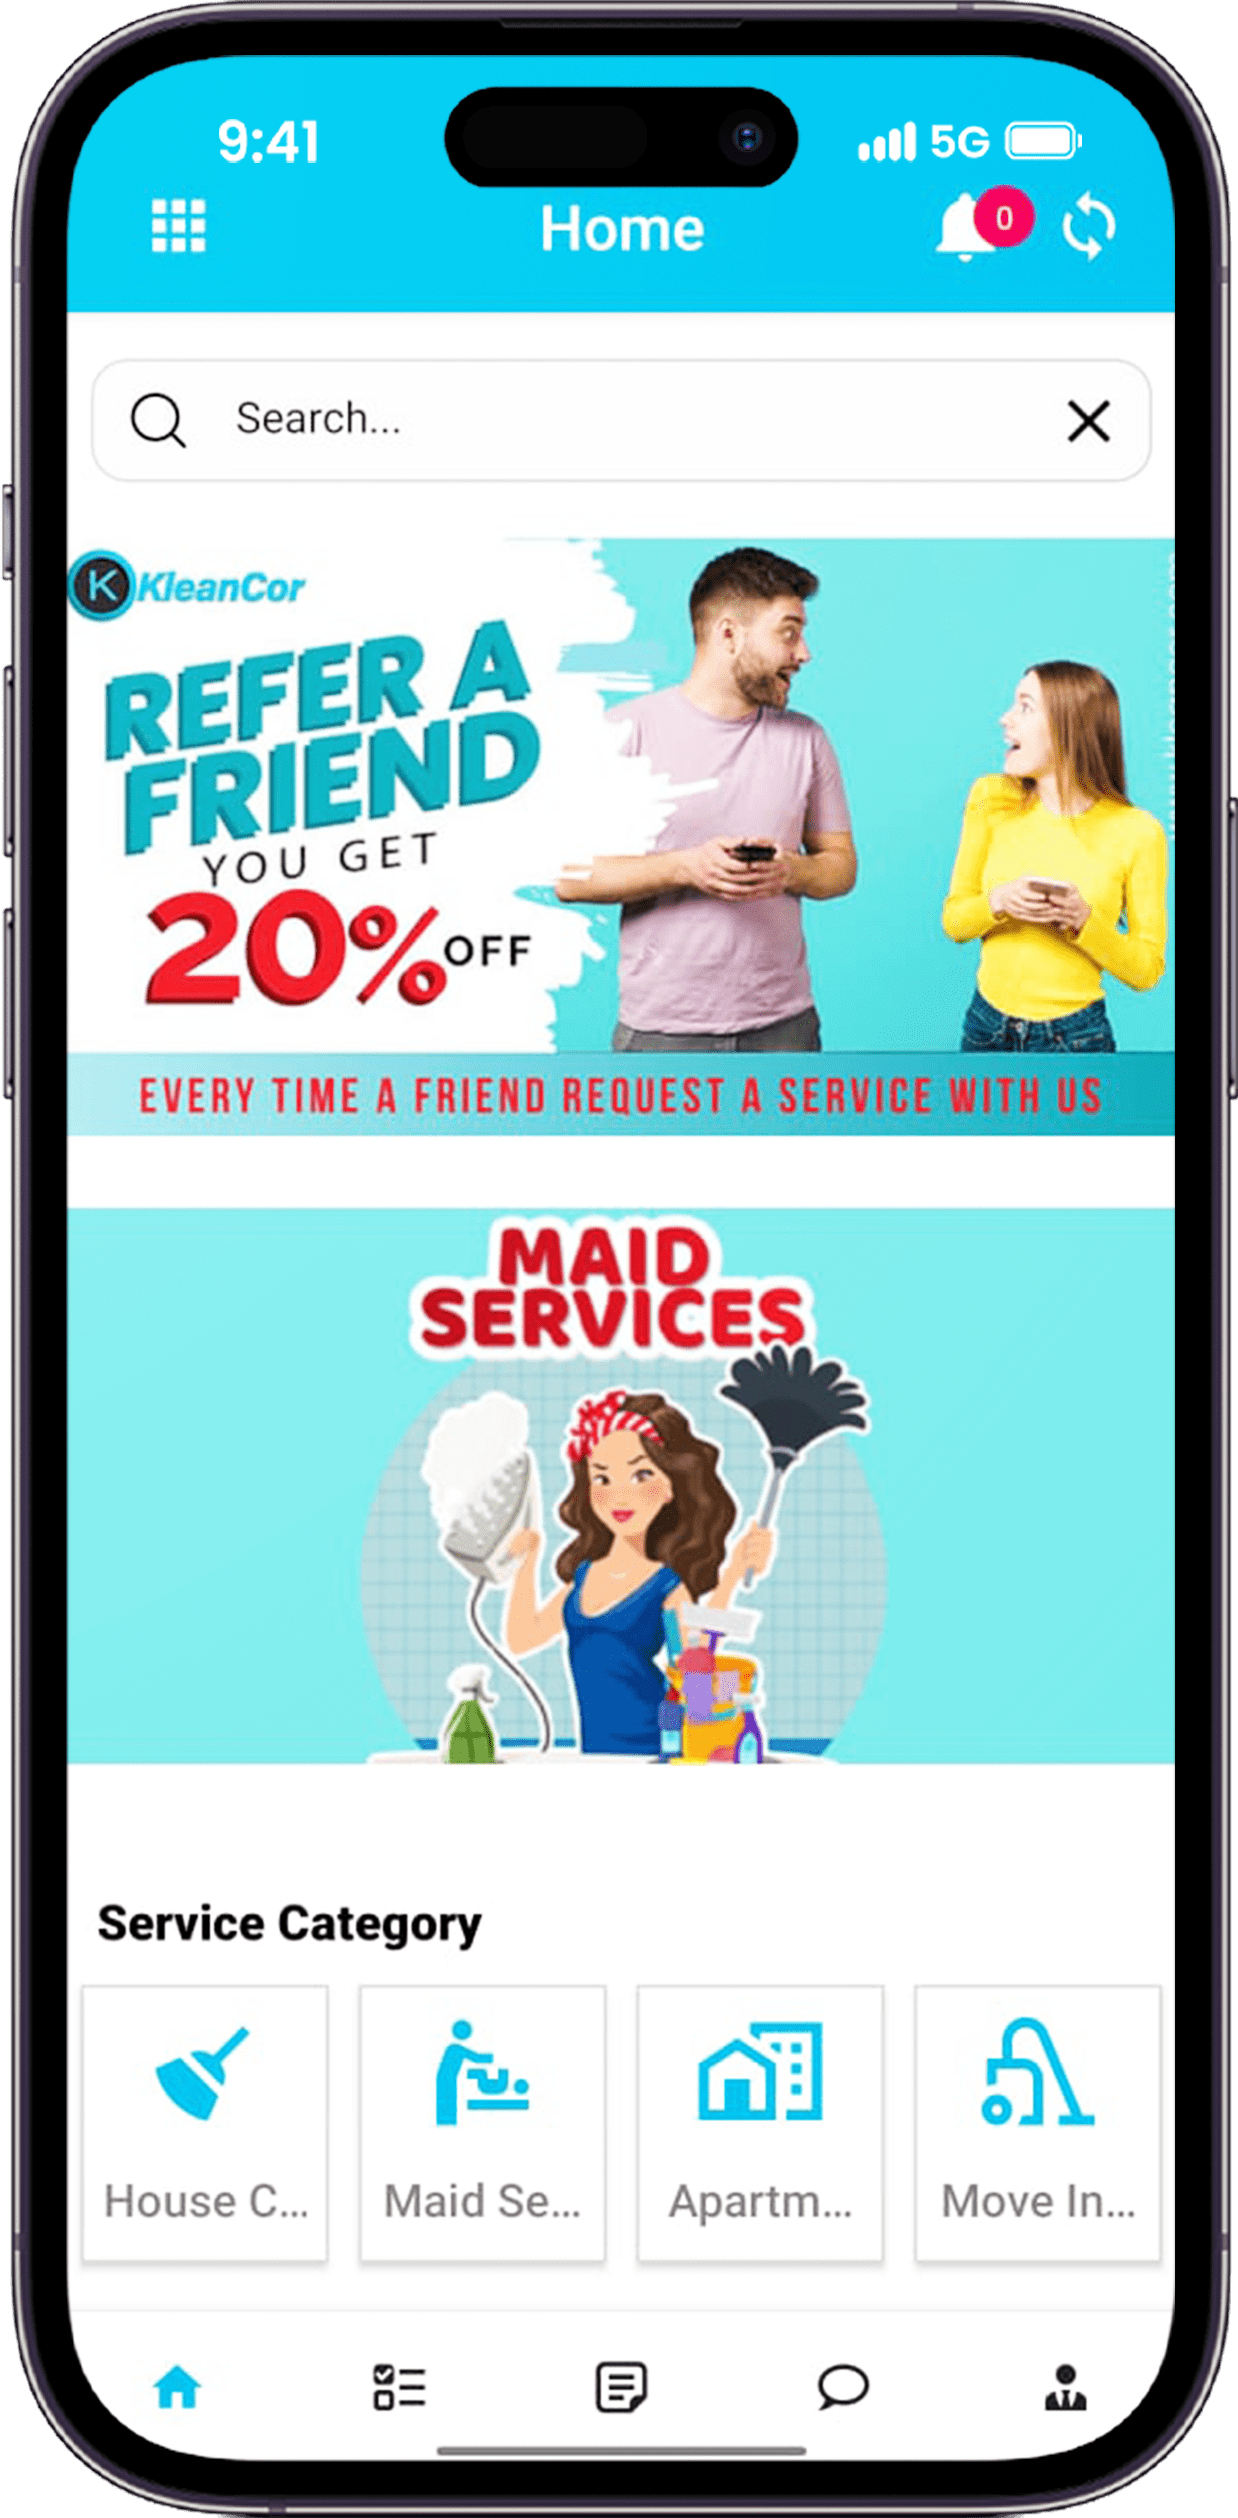 9:41
5G
Home
0
Search...
K KleanCor
REFER A
FRIEND
YOU GET
20% OFF
EVERY TIME A FRIEND REQUEST A SERVICE WITH US
MAID
SERVICES
Service Category
House C...
Maid Se...
Apartm...
Move In...